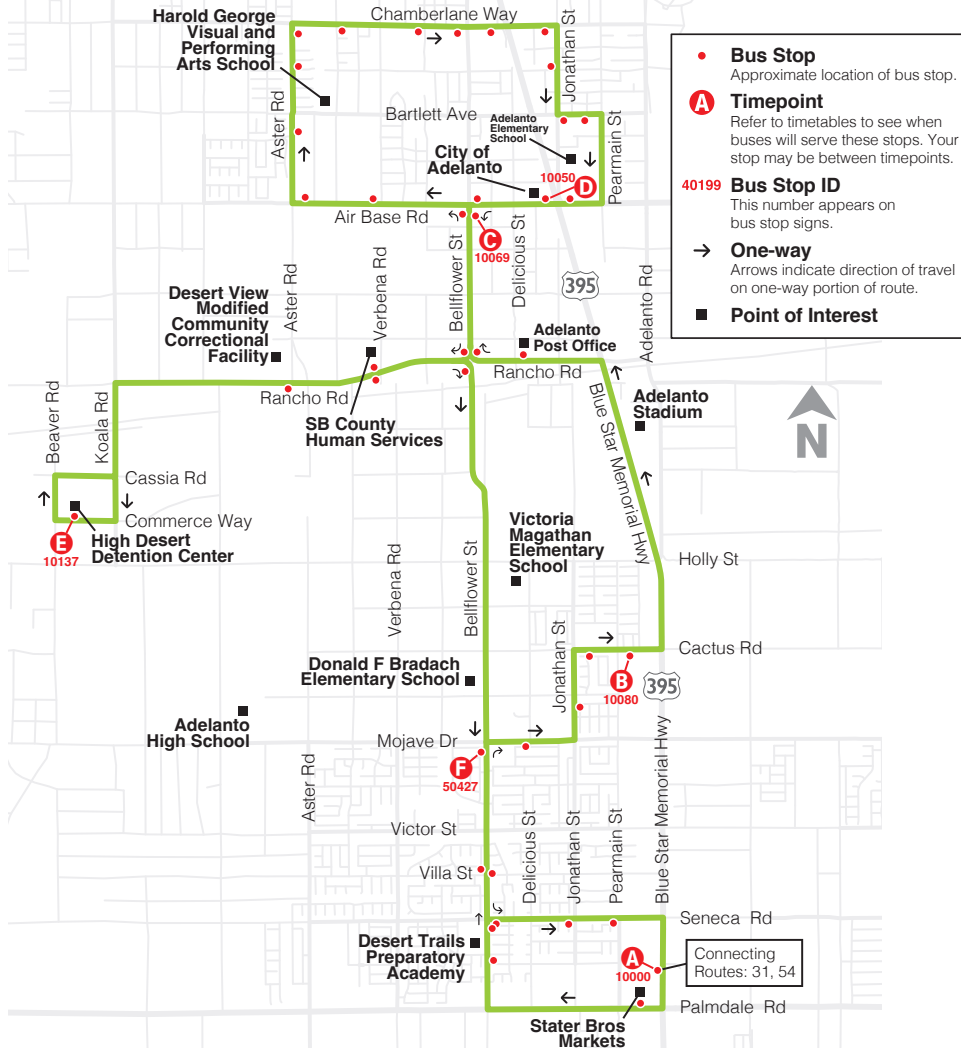 Harold George
Visual and
Performing
Arts School
Chamberlane Way
Jonathan St
Aster Rd
Bartlett Ave
Adelanto
Elementary
School
Pearmain St
City of
Adelanto
10050
D
Air Base Rd
C
10069
Bellflower St
Delicious St
Verbena Rd
Aster Rd
395
Adelanto Rd
Desert View
Modified
Community
Correctional
Facility
Adelanto
Post Office
Rancho Rd
Rancho Rd
SB County
Human Services
Adelanto
Stadium
Blue Star Memorial Hwy
Beaver Rd
Koala Rd
Cassia Rd
Commerce Way
E
10137
High Desert
Detention Center
Victoria
Magathan
Elementary
School
Holly St
Verbena Rd
Bellflower St
Jonathan St
Cactus Rd
B
10080
395
Donald F Bradach
Elementary School
Adelanto
High School
Mojave Dr
F
50427
Aster Rd
Blue Star Memorial Hwy
Victor St
Delicious St
Jonathan St
Pearmain St
Villa St
Seneca Rd
Desert Trails
Preparatory
Academy
A
10000
Connecting
Routes: 31, 54
Palmdale Rd
Stater Bros
Markets
N
Bus Stop
Approximate location of bus stop.
A Timepoint
Refer to timetables to see when
buses will serve these stops. Your
stop may be between timepoints.
40199 Bus Stop ID
This number appears on
bus stop signs.
One-way
Arrows indicate direction of travel
on one-way portion of route.
Point of Interest